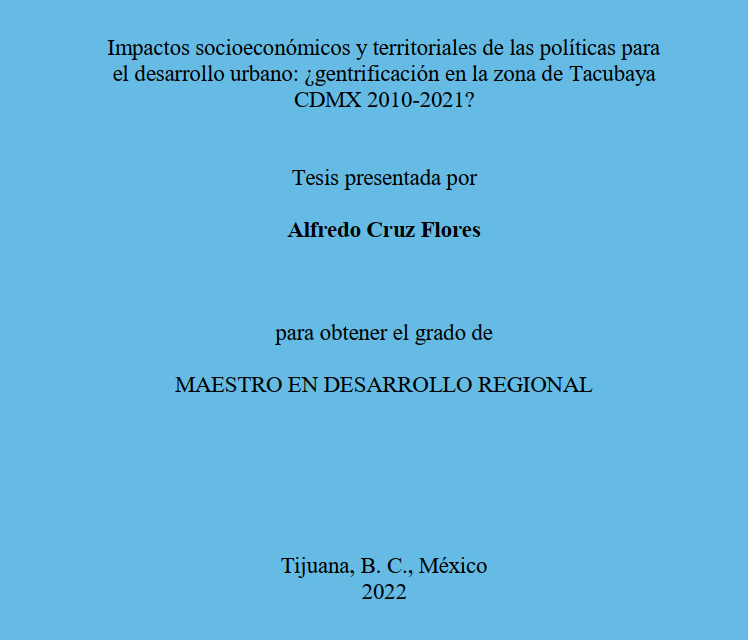 Impactos socioeconómicos y territoriales de las políticas para
el desarrollo urbano: ¿gentrificación en la zona de Tacubaya
CDMX 2010-2021?
Tesis presentada por
Alfredo Cruz Flores
para obtener el grado de
MAESTRO EN DESARROLLO REGIONAL
Tijuana, B. C., México
2022